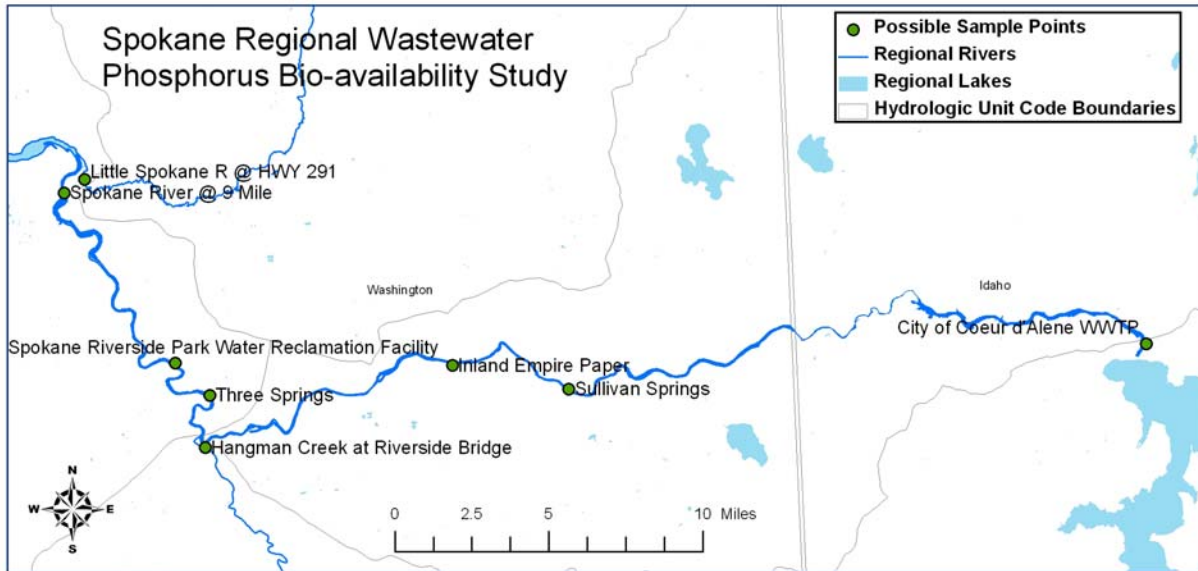 Spokane Regional Wastewater
Phosphorus Bio-availability Study
Possible Sample Points
Regional Rivers
Regional Lakes
Hydrologic Unit Code Boundaries
Little Spokane R @ HWY 291
Spokane River @ 9 Mile
Washington
Idaho
City of Coeur d'Alene WWTP
Spokane Riverside Park Water Reclamation Facility
Inland Empire Paper
Sullivan Springs
Three Springs
Hangman Creek at Riverside Bridge
N
W E
S
0 2.5 5 10 Miles